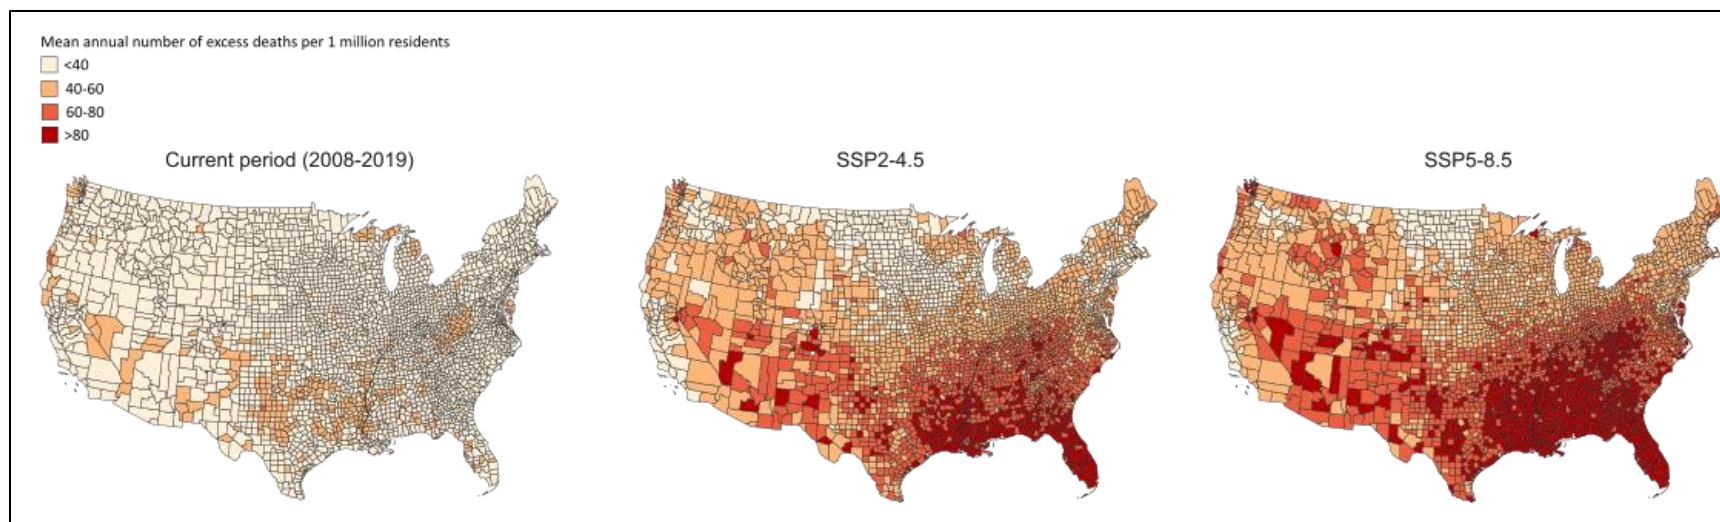 Mean annual number of excess deaths per 1 million residents
<40
40-60
60-80
>80
Current period (2008-2019)
SSP2-4.5
SSP5-8.5